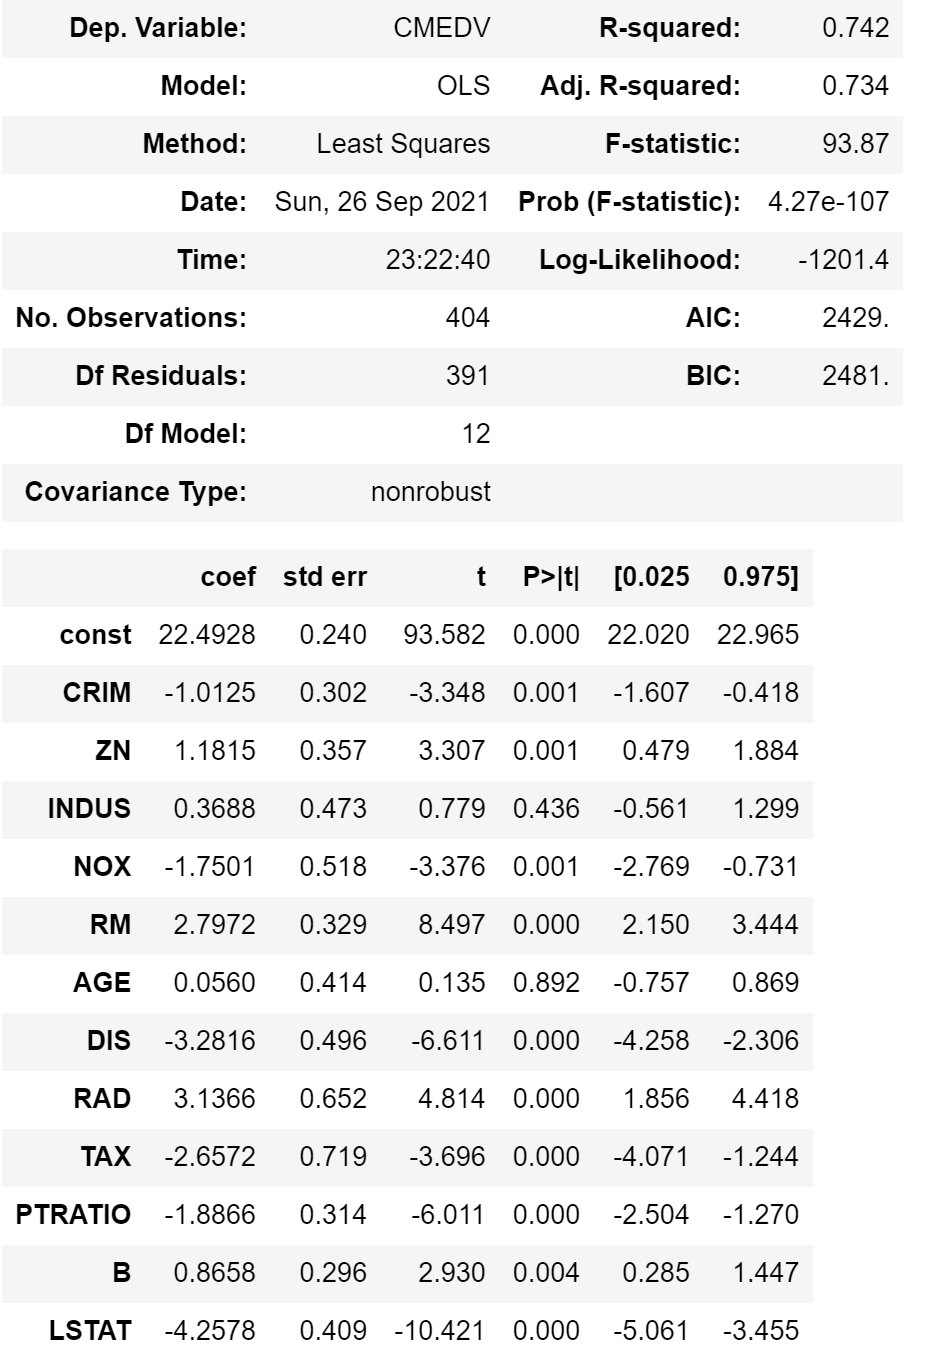 Dep. Variable: CMEDV R-squared: 0.742
Model: OLS Adj. R-squared: 0.734
Method: Least Squares F-statistic: 93.87
Date: Sun, 26 Sep 2021 Prob (F-statistic): 4.27e-107
Time: 23:22:40 Log-Likelihood: -1201.4
No. Observations: 404 AIC: 2429.
Df Residuals: 391 BIC: 2481.
Df Model: 12
Covariance Type: nonrobust
coef std err t P>|t| [0.025 0.975]
const 22.4928 0.240 93.582 0.000 22.020 22.965
CRIM -1.0125 0.302 -3.348 0.001 -1.607 -0.418
ZN 1.1815 0.357 3.307 0.001 0.479 1.884
INDUS 0.3688 0.473 0.779 0.436 -0.561 1.299
NOX -1.7501 0.518 -3.376 0.001 -2.769 -0.731
RM 2.7972 0.329 8.497 0.000 2.150 3.444
AGE 0.0560 0.414 0.135 0.892 -0.757 0.869
DIS -3.2816 0.496 -6.611 0.000 -4.258 -2.306
RAD 3.1366 0.652 4.814 0.000 1.856 4.418
TAX -2.6572 0.719 -3.696 0.000 -4.071 -1.244
PTRATIO -1.8866 0.314 -6.011 0.000 -2.504 -1.270
B 0.8658 0.296 2.930 0.004 0.285 1.447
LSTAT -4.2578 0.409 -10.421 0.000 -5.061 -3.455